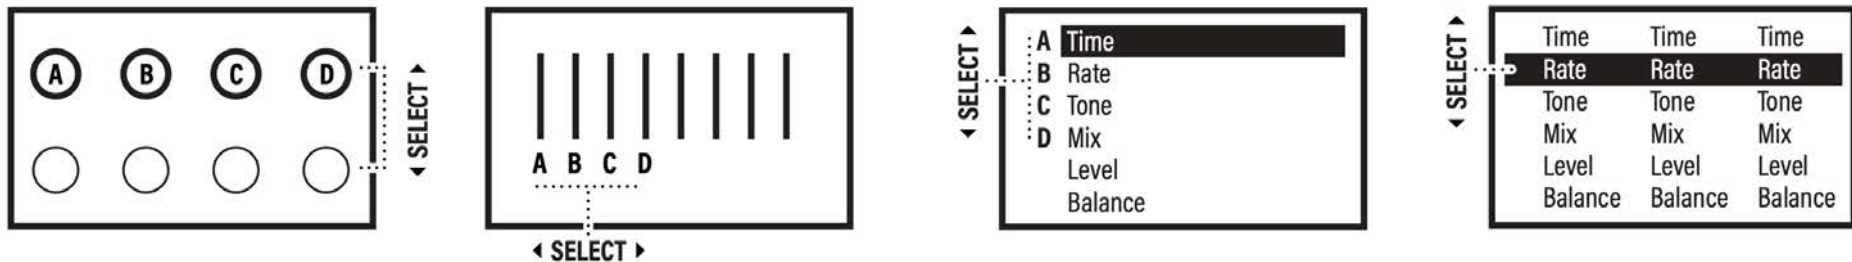 A B C D
SELECT
A B C D
SELECT
SELECT
A Time
B Rate
C Tone
D Mix
Level
Balance
SELECT
Time Time Time
Rate Rate Rate
Tone Tone Tone
Mix Mix Mix
Level Level Level
Balance Balance Balance